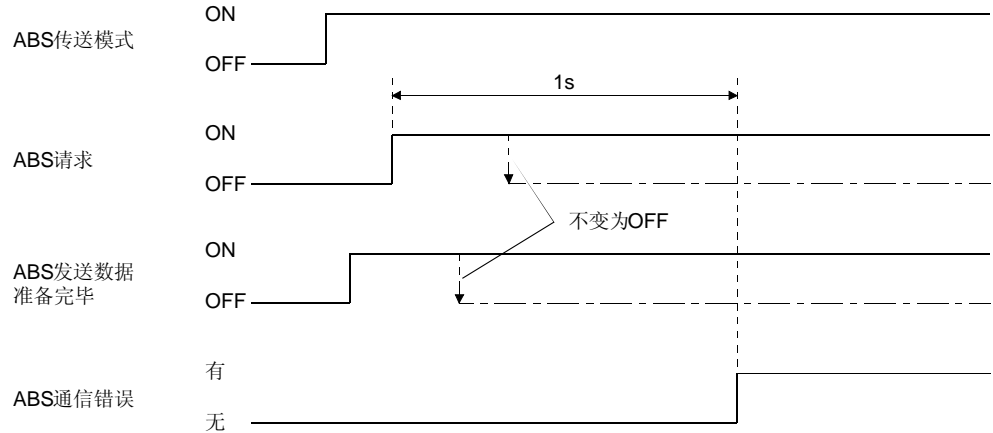 ON
ABS传送模式
OFF
1s
ON
ABS请求
OFF
不变为OFF
ON
ABS发送数据
准备完毕
OFF
有
ABS通信错误
无